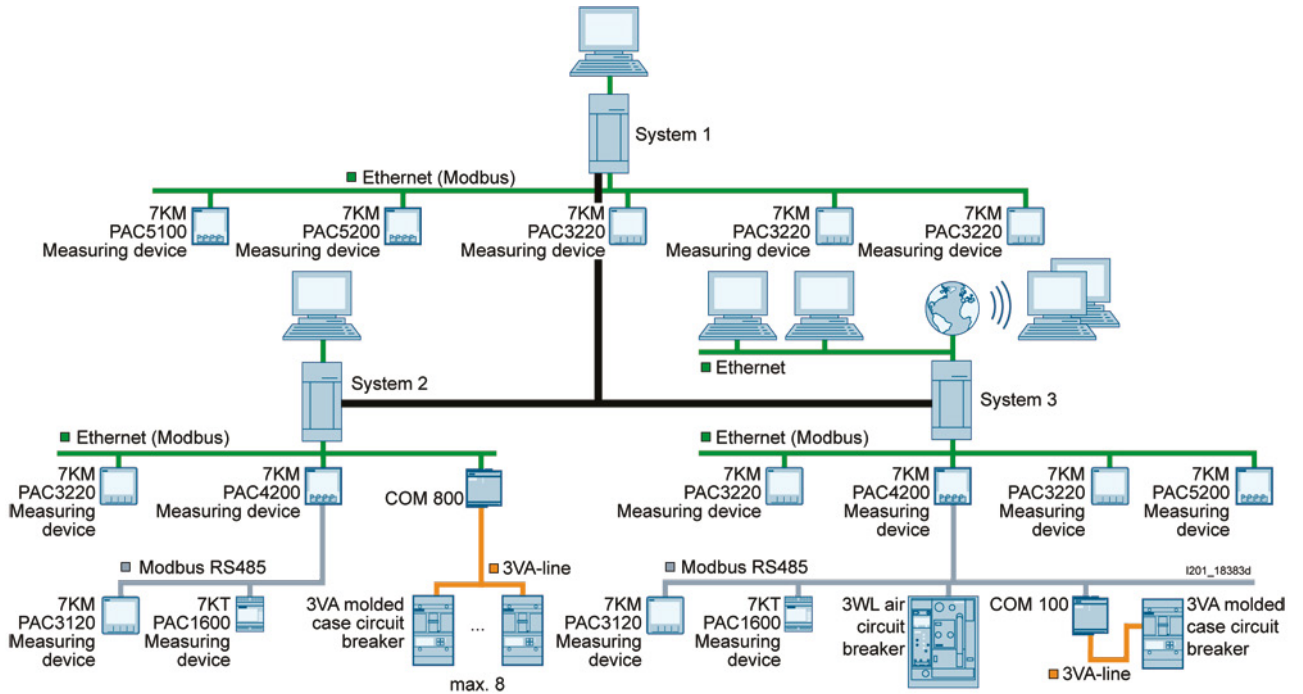 System 1
Ethernet (Modbus)
7KM
PAC5100
Measuring device
7KM
PAC5200
Measuring device
7KM
PAC3220
Measuring device
7KM
PAC3220
Measuring device
7KM
PAC3220
Measuring device
System 2
Ethernet
System 3
Ethernet (Modbus)
7KM
PAC3220
Measuring
device
7KM
PAC4200
Measuring device
COM 800
Ethernet (Modbus)
7KM
PAC3220
Measuring device
7KM
PAC4200
Measuring
device
7KM
PAC3220
Measuring
device
7KM
PAC5200
Measuring
device
Modbus RS485
7KM
PAC3120
Measuring
device
7KT
PAC1600
Measuring
device
3VA-line
3VA molded
case circuit
breaker
...
max. 8
Modbus RS485
I201_18383d
7KM
PAC3120
Measuring
device
7KT
PAC1600
Measuring
device
3WL air
circuit
breaker
COM 100
3VA-line
3VA molded
case circuit
breaker